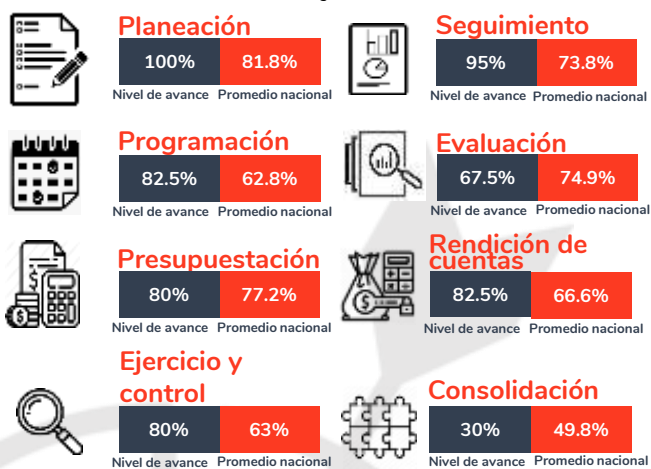 Planeación
100% 81.8%
Nivel de avance Promedio nacional
Seguimiento
95% 73.8%
Nivel de avance Promedio nacional
Programación
82.5% 62.8%
Nivel de avance Promedio nacional
Evaluación
67.5% 74.9%
Nivel de avance Promedio nacional
Presupuestación
80% 77.2%
Nivel de avance Promedio nacional
Rendición de
cuentas
82.5% 66.6%
Nivel de avance Promedio nacional
Ejercicio y
control
80% 63%
Nivel de avance Promedio nacional
Consolidación
30% 49.8%
Nivel de avance Promedio nacional